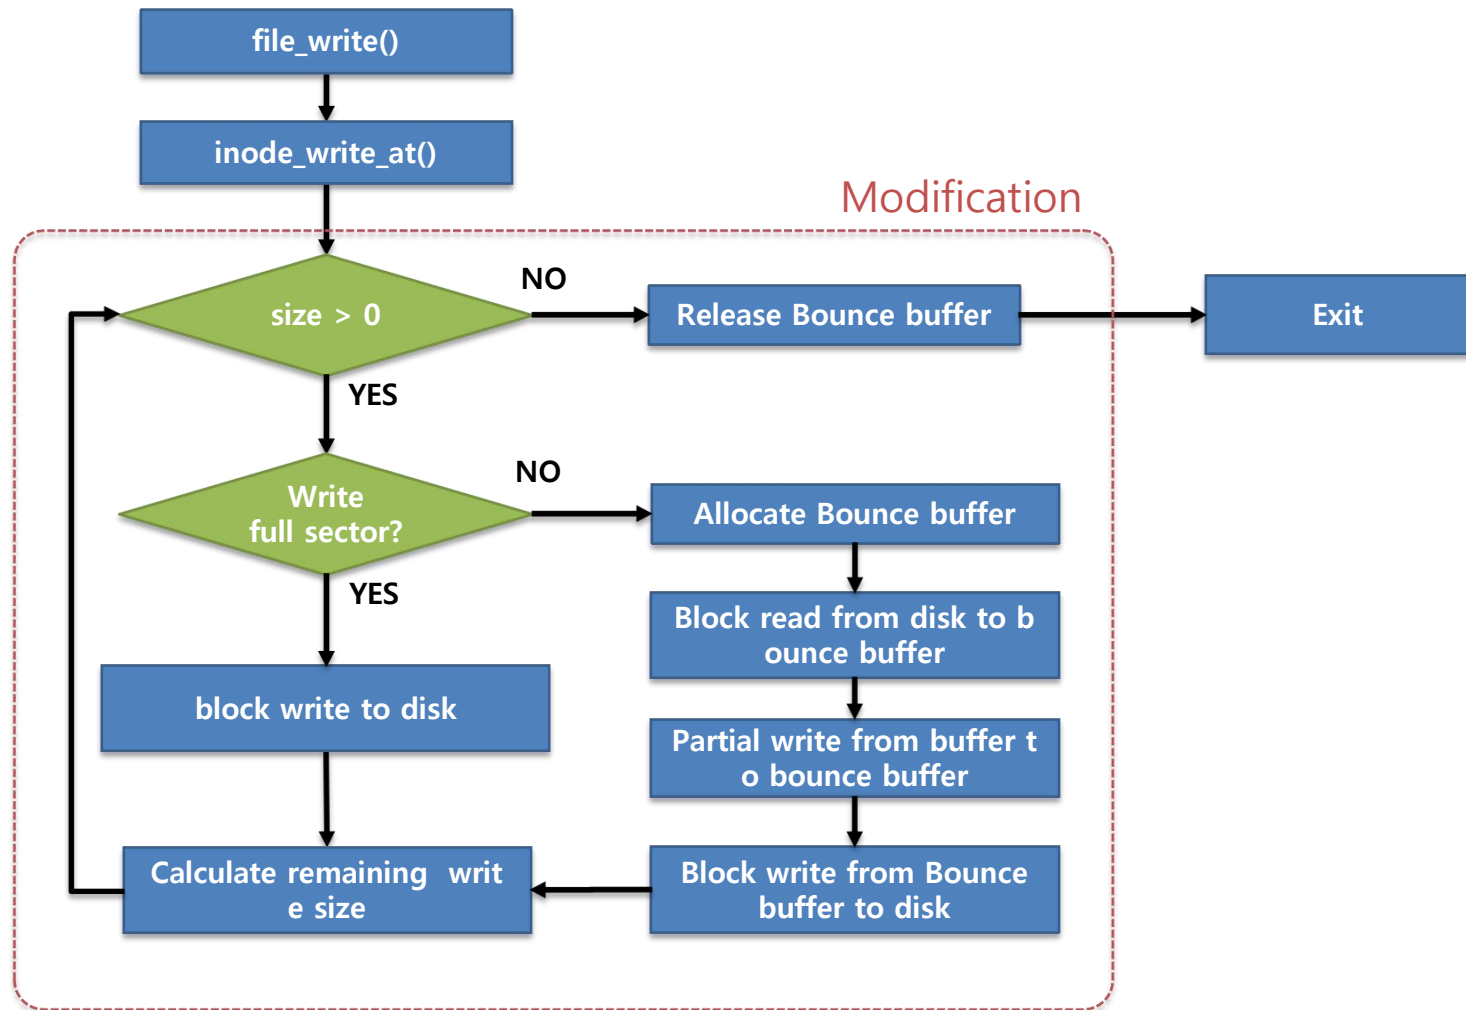 file_write()
inode_write_at()
Modification
size > 0
NO
Release Bounce buffer
Exit
YES
Write
full sector?
NO
Allocate Bounce buffer
YES
Block read from disk to b
ounce buffer
block write to disk
Partial write from buffer t
o bounce buffer
Calculate remaining  writ
e size
Block write from Bounce
buffer to disk